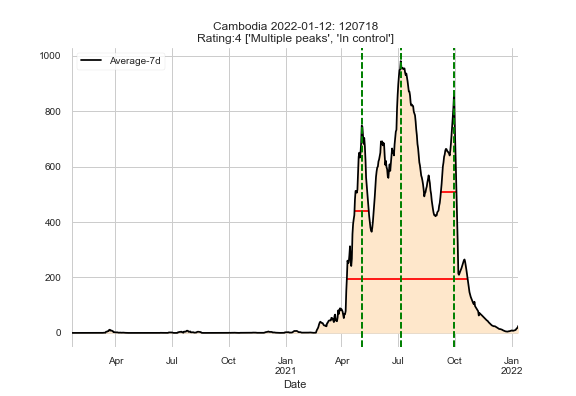 Cambodia 2022-01-12: 120718
Rating:4 ['Multiple peaks', 'In control']
Average-7d
1000
800
600
400
200
0
Apr
Jul
Oct
Jan
2021
Apr
Jul
Oct
Jan
2022
Date